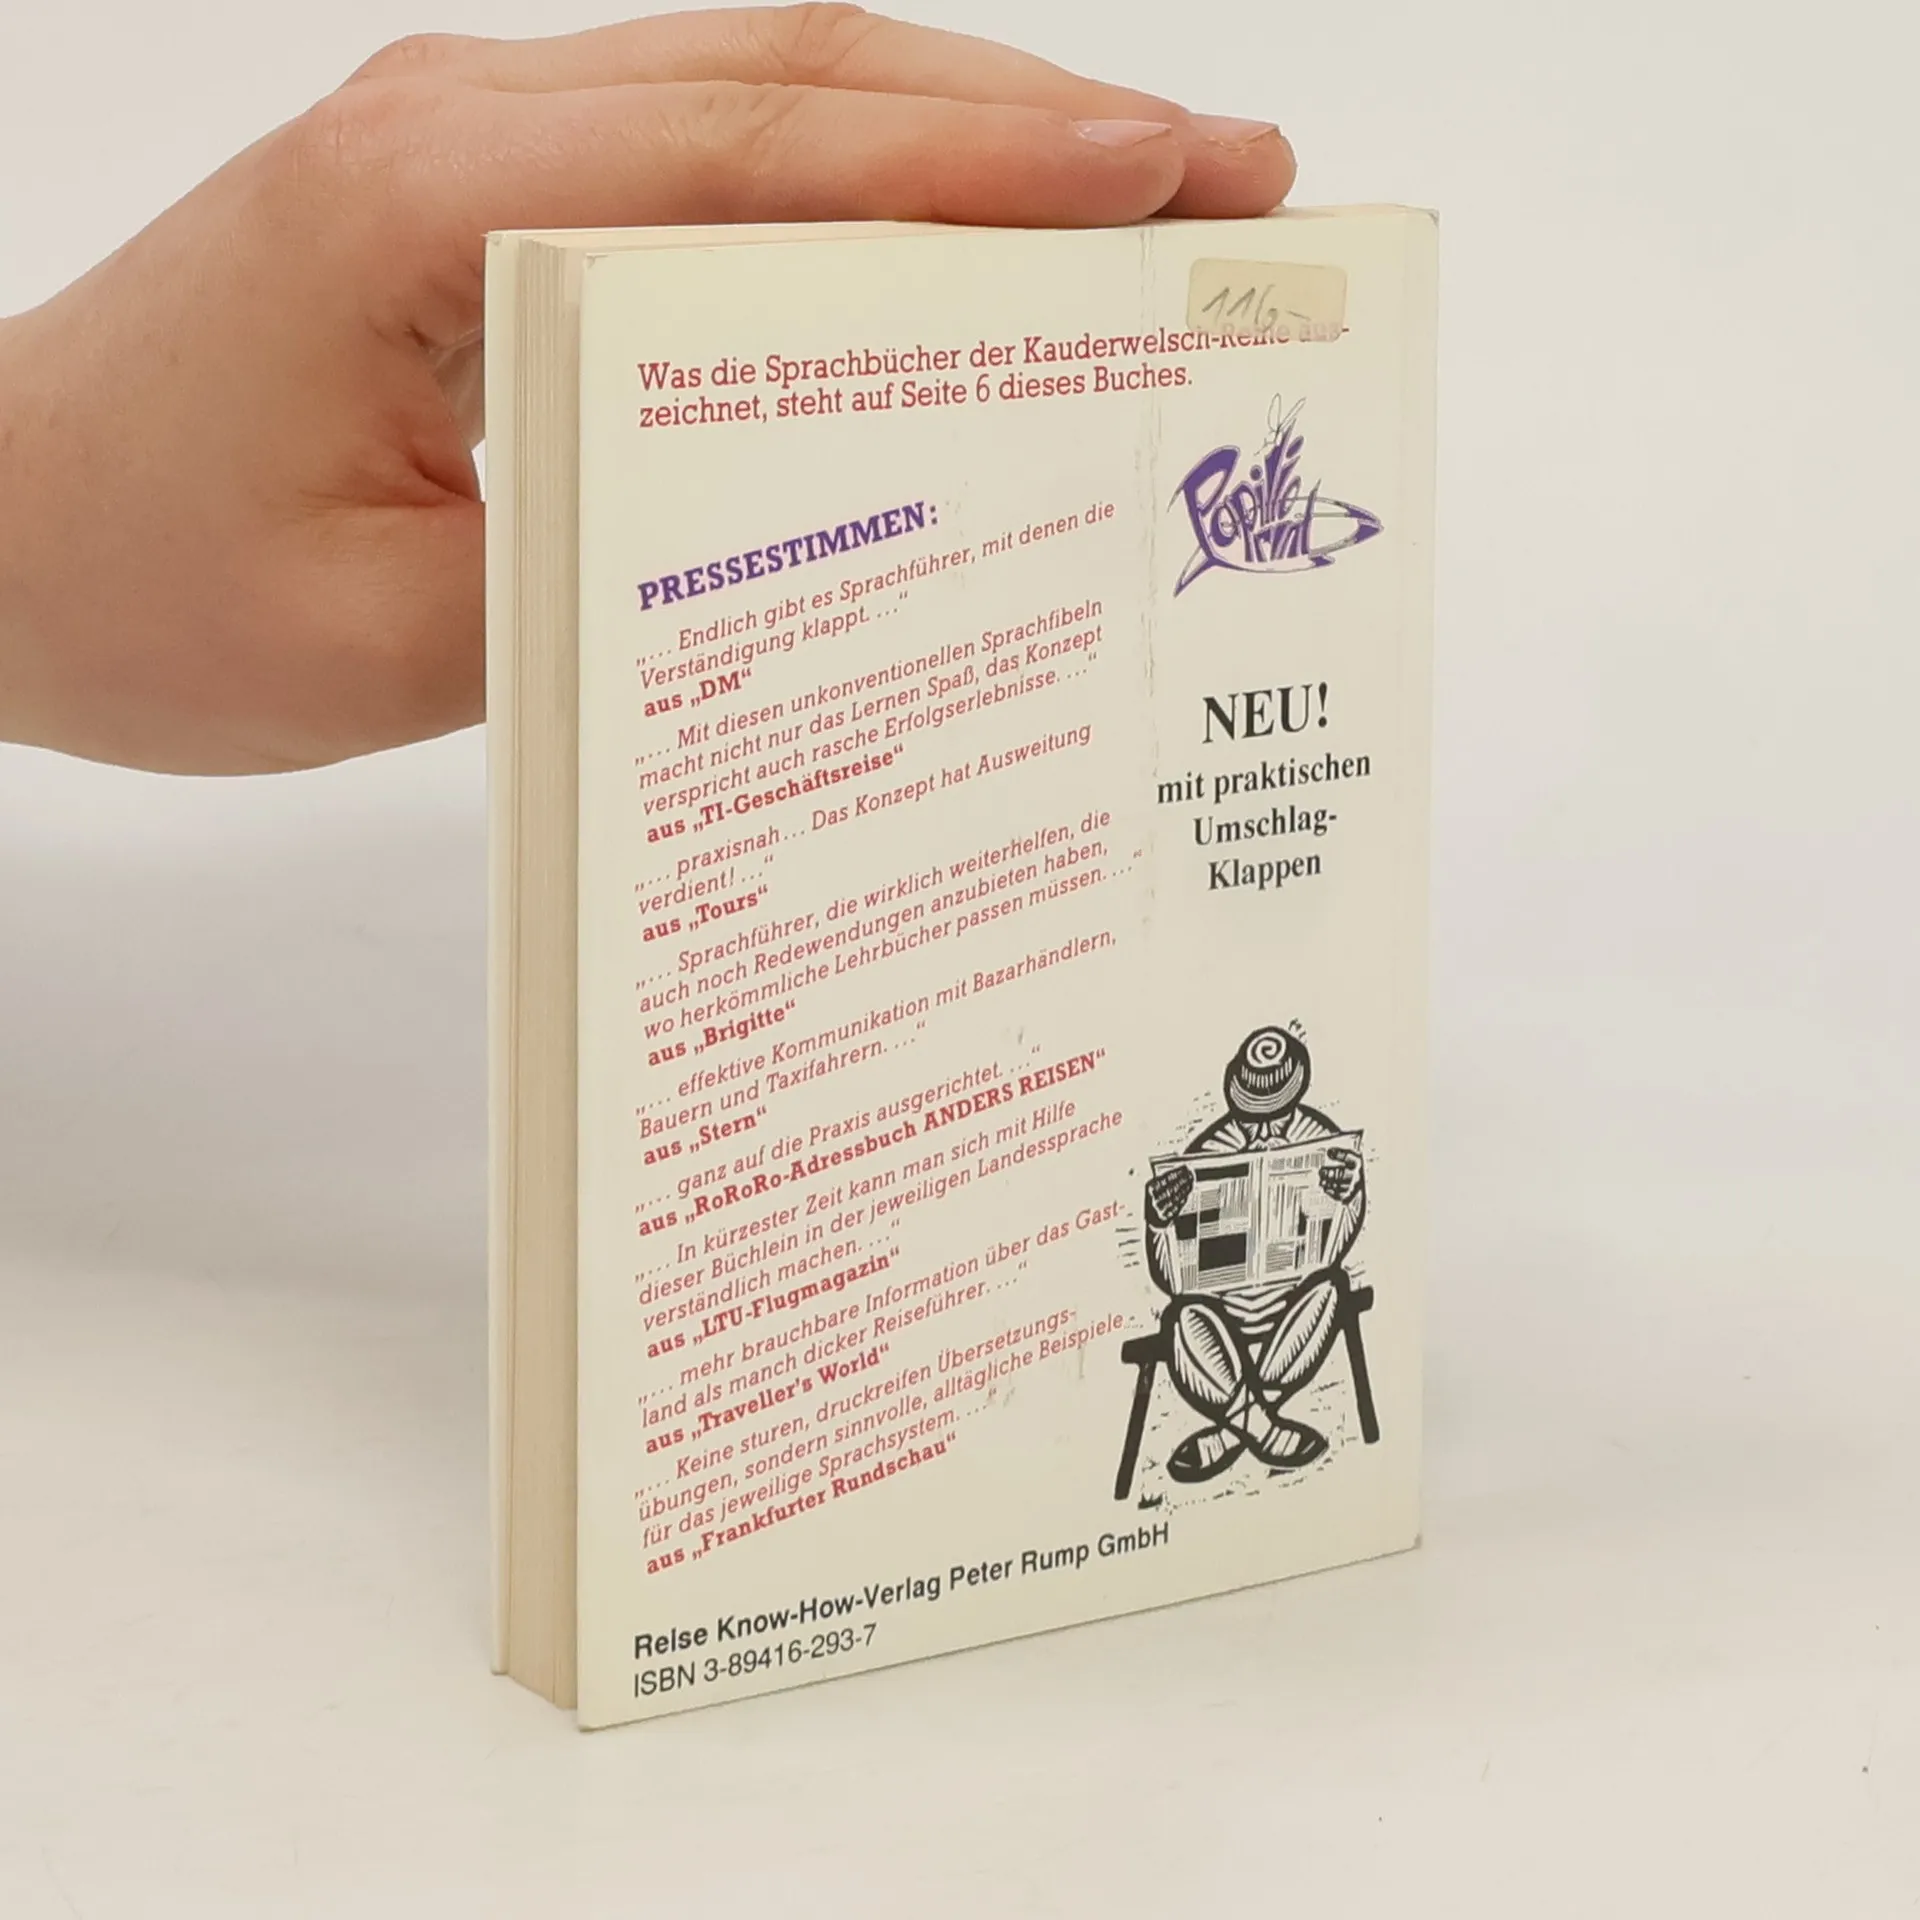 116,-
Was die Sprachbücher der Kauderwelsch-Reihe aus-
zeichnet, steht auf Seite 6 dieses Buches.
Papilli
Print
PRESSESTIMMEN:
„... Endlich gibt es Sprachführer, mit denen die
Verständigung klappt. ...“
aus „DM“
„... Mit diesen unkonventionellen Sprachfibeln
macht nicht nur das Lernen Spaß, das Konzept
verspricht auch rasche Erfolgserlebnisse. ...“
aus „TI-Geschäftsreise“
„... praxisnah ... Das Konzept hat Ausweitung
verdient! ...“
aus „Tours“
„... Sprachführer, die wirklich weiterhelfen, die
auch noch Redewendungen anzubieten haben,
wo herkömmliche Lehrbücher passen müssen. ...“
aus „Brigitte“
„... effektive Kommunikation mit Bazarhändlern,
Bauern und Taxifahrern. ...“
aus „Stern“
„... ganz auf die Praxis ausgerichtet. ...“
aus „RoRoRo-Adressbuch ANDERS REISEN“
„... In kürzester Zeit kann man sich mit Hilfe
dieser Büchlein in der jeweiligen Landessprache
verständlich machen. ...“
aus „LTU-Flugmagazin“
„... mehr brauchbare Information über das Gast-
land als manch dicker Reiseführer. ...“
aus „Traveller's World“
„... Keine sturen, druckreifen Übersetzungs-
übungen, sondern sinnvolle, alltägliche Beispiele
für das jeweilige Sprachsystem. ...“
aus „Frankfurter Rundschau“
NEU!
mit praktischen
Umschlag-
Klappen
Reise Know-How-Verlag Peter Rump GmbH
ISBN 3-89416-293-7